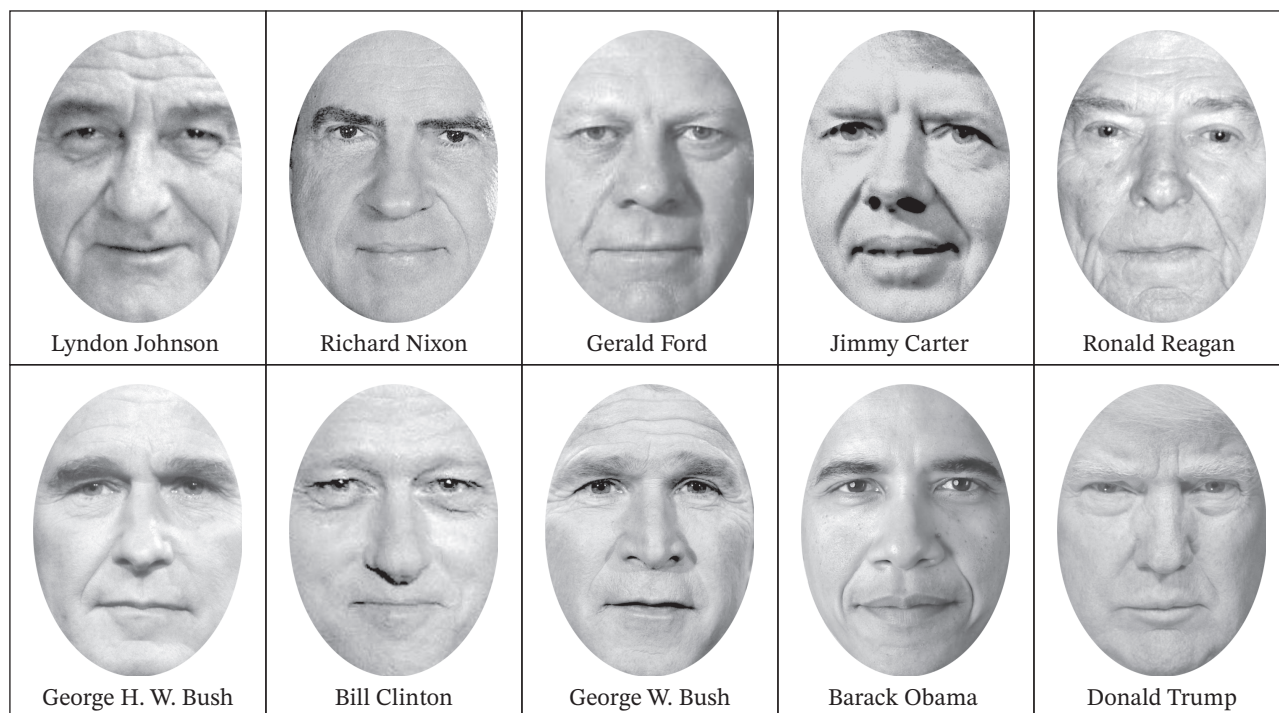 Lyndon Johnson
Richard Nixon
Gerald Ford
Jimmy Carter
Ronald Reagan
George H. W. Bush
Bill Clinton
George W. Bush
Barack Obama
Donald Trump